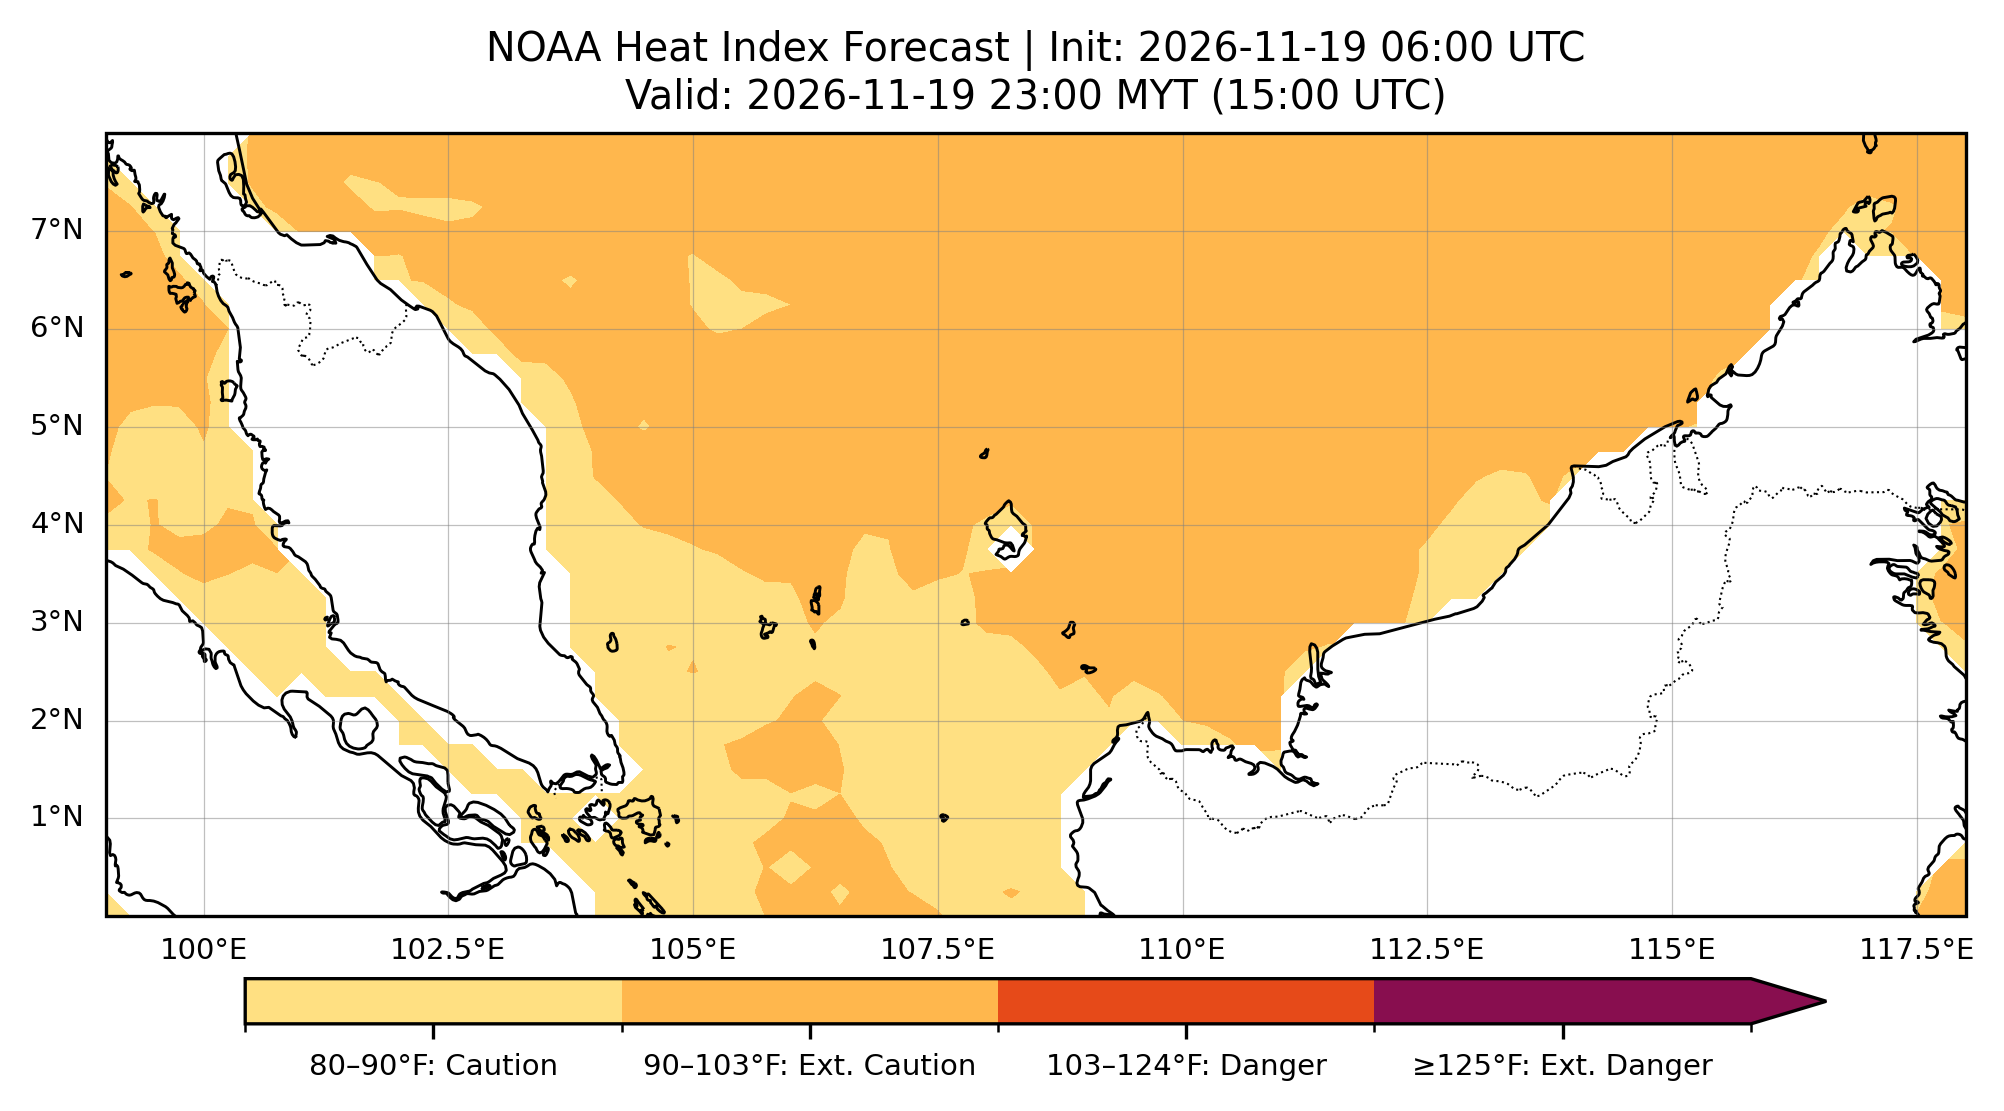 NOAA Heat Index Forecast | Init: 2026-11-19 06:00 UTC
Valid: 2026-11-19 23:00 MYT (15:00 UTC)
7°N
6°N
5°N
4°N
3°N
2°N
1°N
100°E 102.5°E 105°E 107.5°E 110°E 112.5°E 115°E 117.5°E
80–90°F: Caution 90–103°F: Ext. Caution 103–124°F: Danger ≥125°F: Ext. Danger